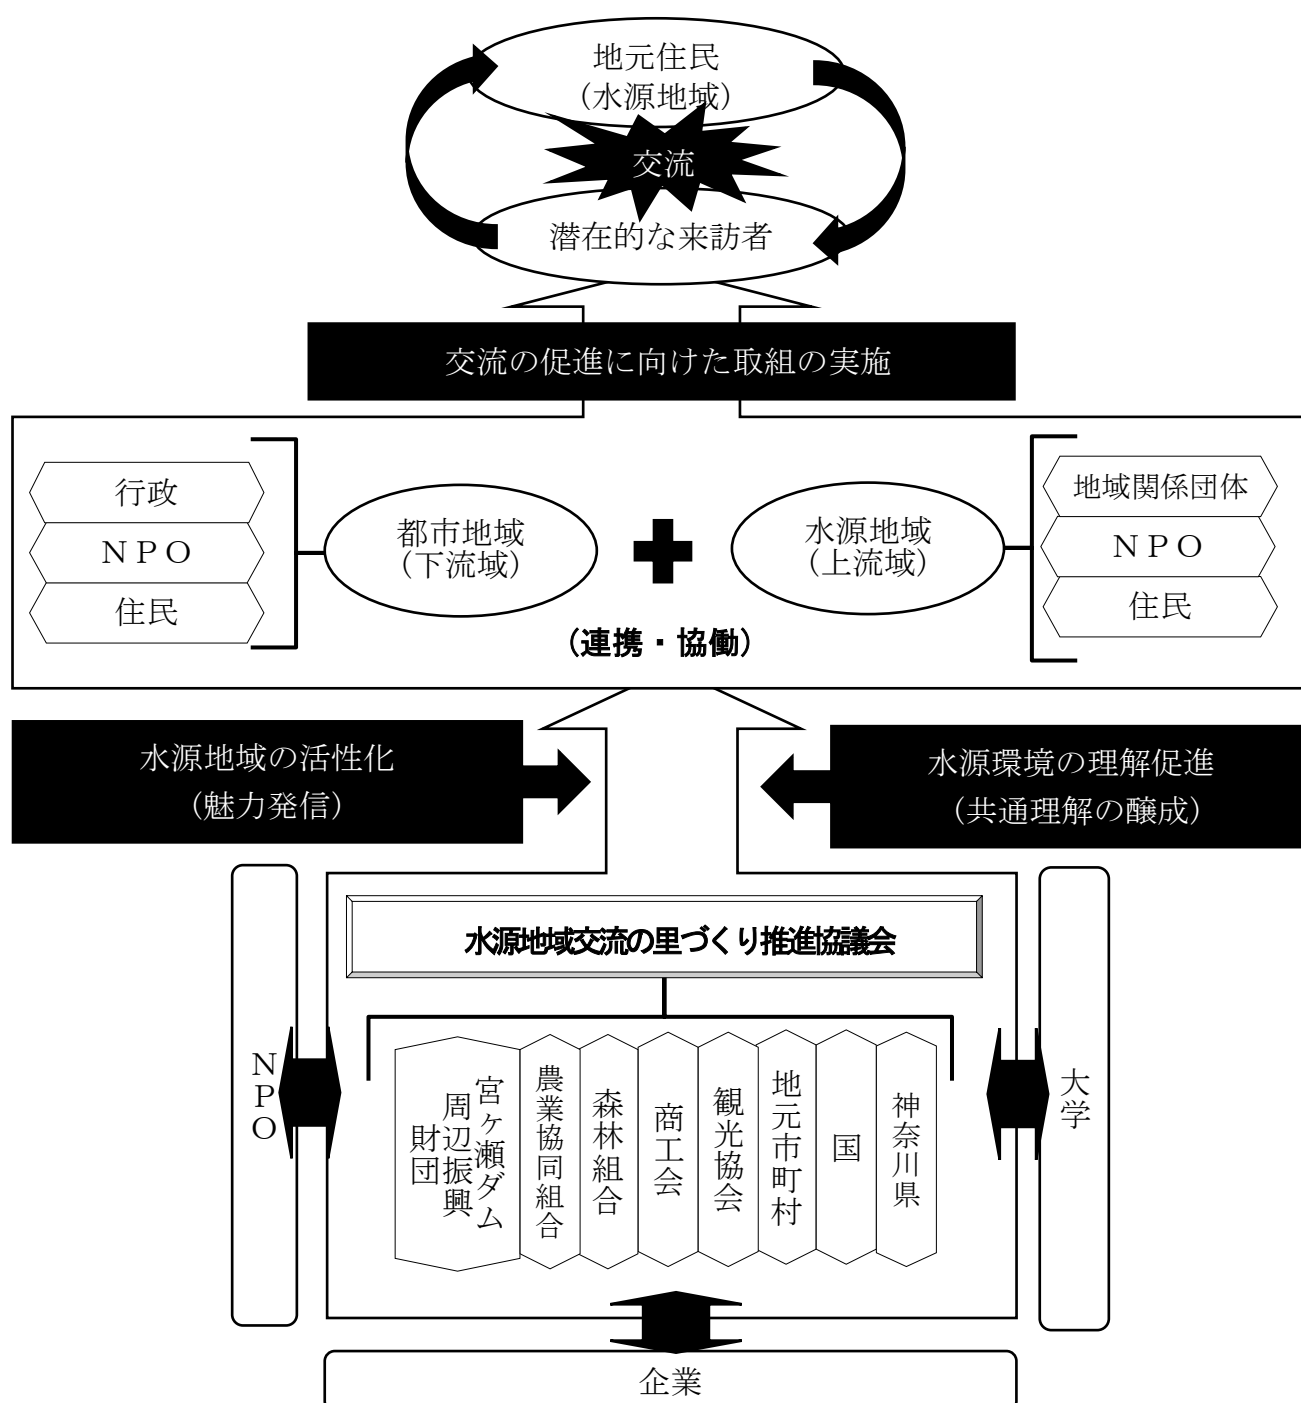 地元住民
（水源地域）
交流
潜在的な来訪者
交流の促進に向けた取組の実施
行政
ＮＰＯ
住民
都市地域
（下流域）
水源地域
（上流域）
地域関係団体
ＮＰＯ
住民
（連携・協働）
水源地域の活性化
（魅力発信）
水源環境の理解促進
（共通理解の醸成）
水源地域交流の里づくり推進協議会
ＮＰＯ
宮ヶ瀬ダム
周辺振興
財団
農業協同組合
森林組合
商工会
観光協会
地元市町村
国
神奈川県
大学
企業